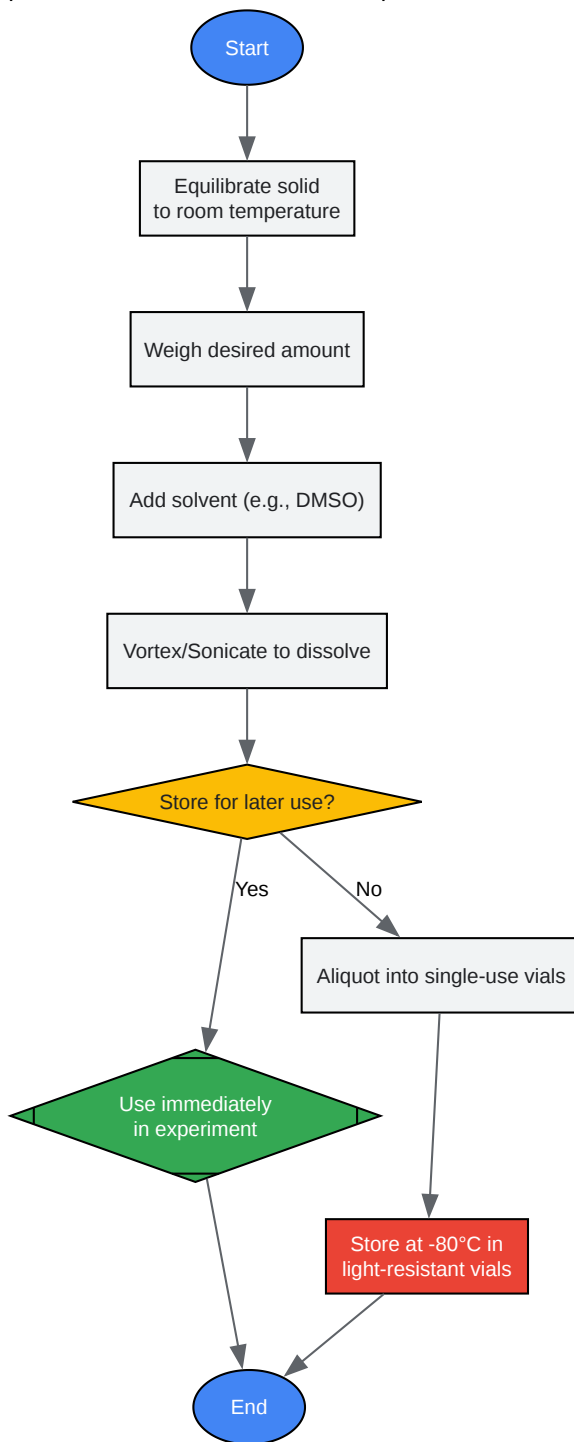 Start
Equilibrate solid
to room temperature
Weigh desired amount
Add solvent (e.g., DMSO)
Vortex/Sonicate to dissolve
Store for later use?
Yes
No
Aliquot into single-use vials
Use immediately
in experiment
Store at -80°C in
light-resistant vials
End